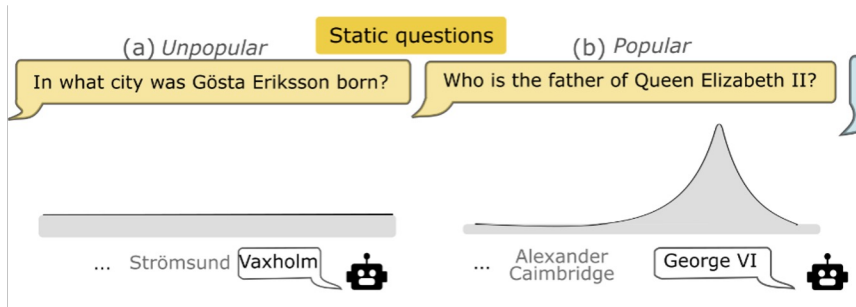 Static questions
(a) Unpopular
(b) Popular
In what city was Gösta Eriksson born?
Who is the father of Queen Elizabeth II?
... Strömsund Vaxholm
... Alexander
Caimbridge
George VI